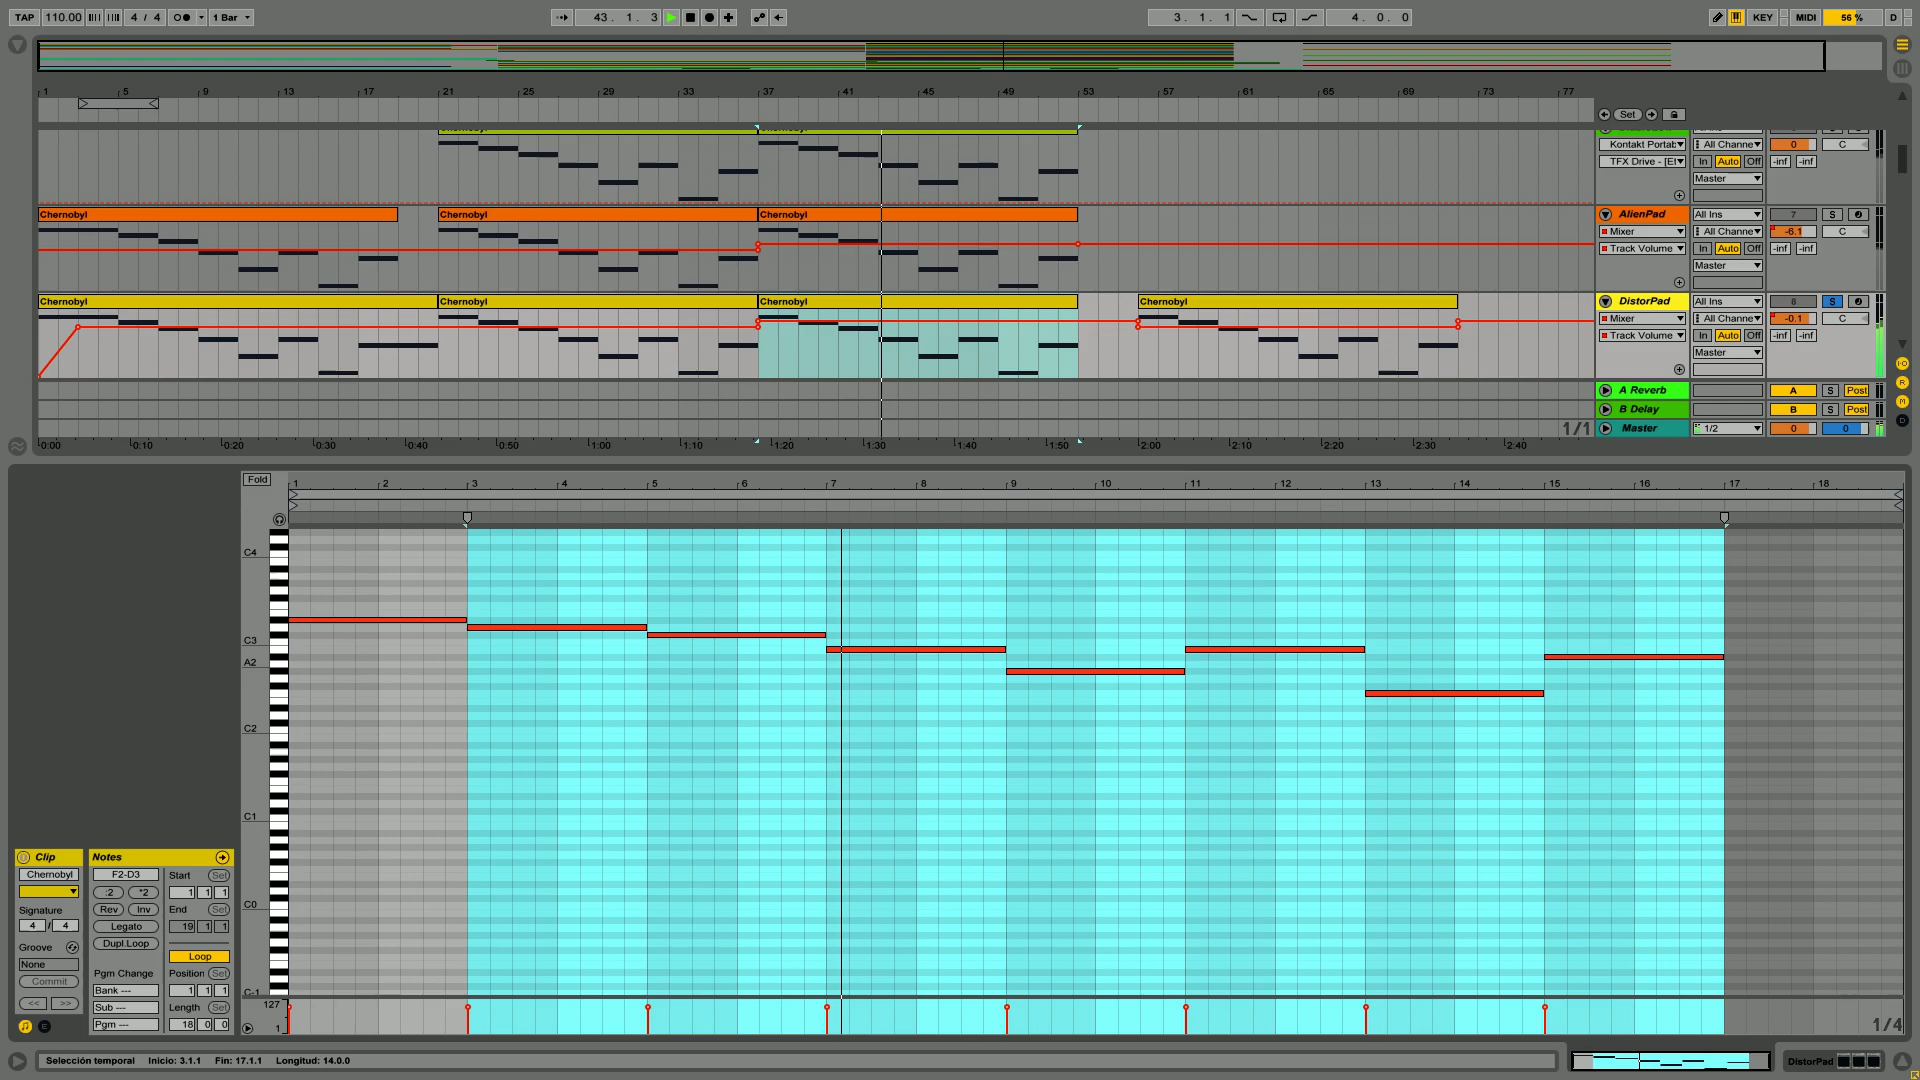 TAP 110.00 4 / 4 1 Bar 43. 1. 3 3. 1. 1 4. 0. 0 KEY MIDI 56 % D
1 5 9 13 17 21 25 29 33 37 41 45 49 53 57 61 65 69 73 77
Set
Kontakt Portab All Channe 0 C
TFX Drive - [Ef In Auto Off -inf -inf
Master
Chernobyl Chernobyl Chernobyl AlienPad All Ins 7 S
Mixer All Channe -6.1 C
Track Volume In Auto Off -inf -inf
Master
Chernobyl Chernobyl Chernobyl Chernobyl DistorPad All Ins 8 S
Mixer All Channe -0.1 C
Track Volume In Auto Off -inf -inf
Master
A Reverb A S Post
B Delay B S Post
1/1 Master 1/2 0 0
0:00 0:10 0:20 0:30 0:40 0:50 1:00 1:10 1:20 1:30 1:40 1:50 2:00 2:10 2:20 2:30 2:40
Fold 1 2 3 4 5 6 7 8 9 10 11 12 13 14 15 16 17 18
C4
C3
A2
C2
C1
C0
C-1
127
1
1/4
Clip
Chernobyl
Signature
4 / 4
Groove
None
Commit
<< >>
Notes
F2-D3
:2 *2
Rev Inv
Legato
Dupl.Loop
Pgm Change
Bank ---
Sub ---
Pgm ---
Start Set
1 1 1
End Set
19 1 1
Loop
Position Set
1 1 1
Length Set
18 0 0
Selección temporal Inicio: 3.1.1 Fin: 17.1.1 Longitud: 14.0.0
DistorPad